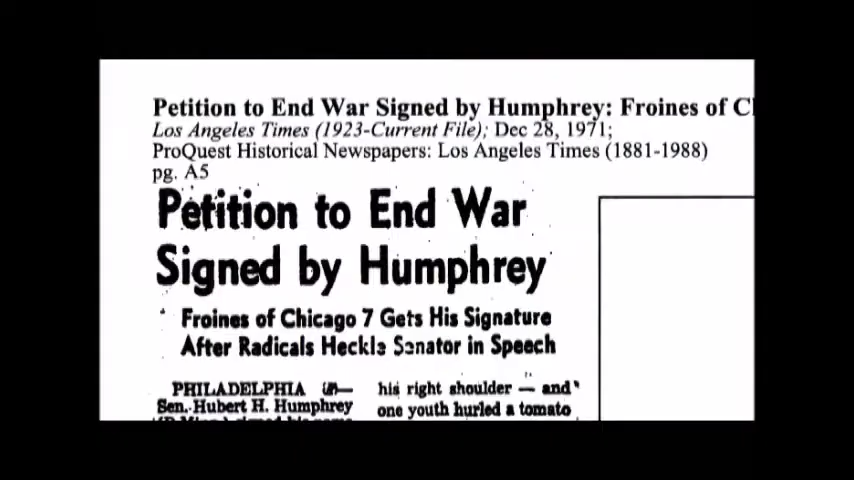 Petition to End War Signed by Humphrey: Froines of
Los Angeles Times (1923-Current File); Dec 28, 1971;
ProQuest Historical Newspapers: Los Angeles Times (1881-1988)
pg. A5
Petition to End War
Signed by Humphrey
Froines of Chicago 7 Gets His Signature
After Radicals Heckle Senator in Speech
PHILADELPHIA —
Sen. Hubert H. Humphrey
his right shoulder — and
one youth hurled a tomato